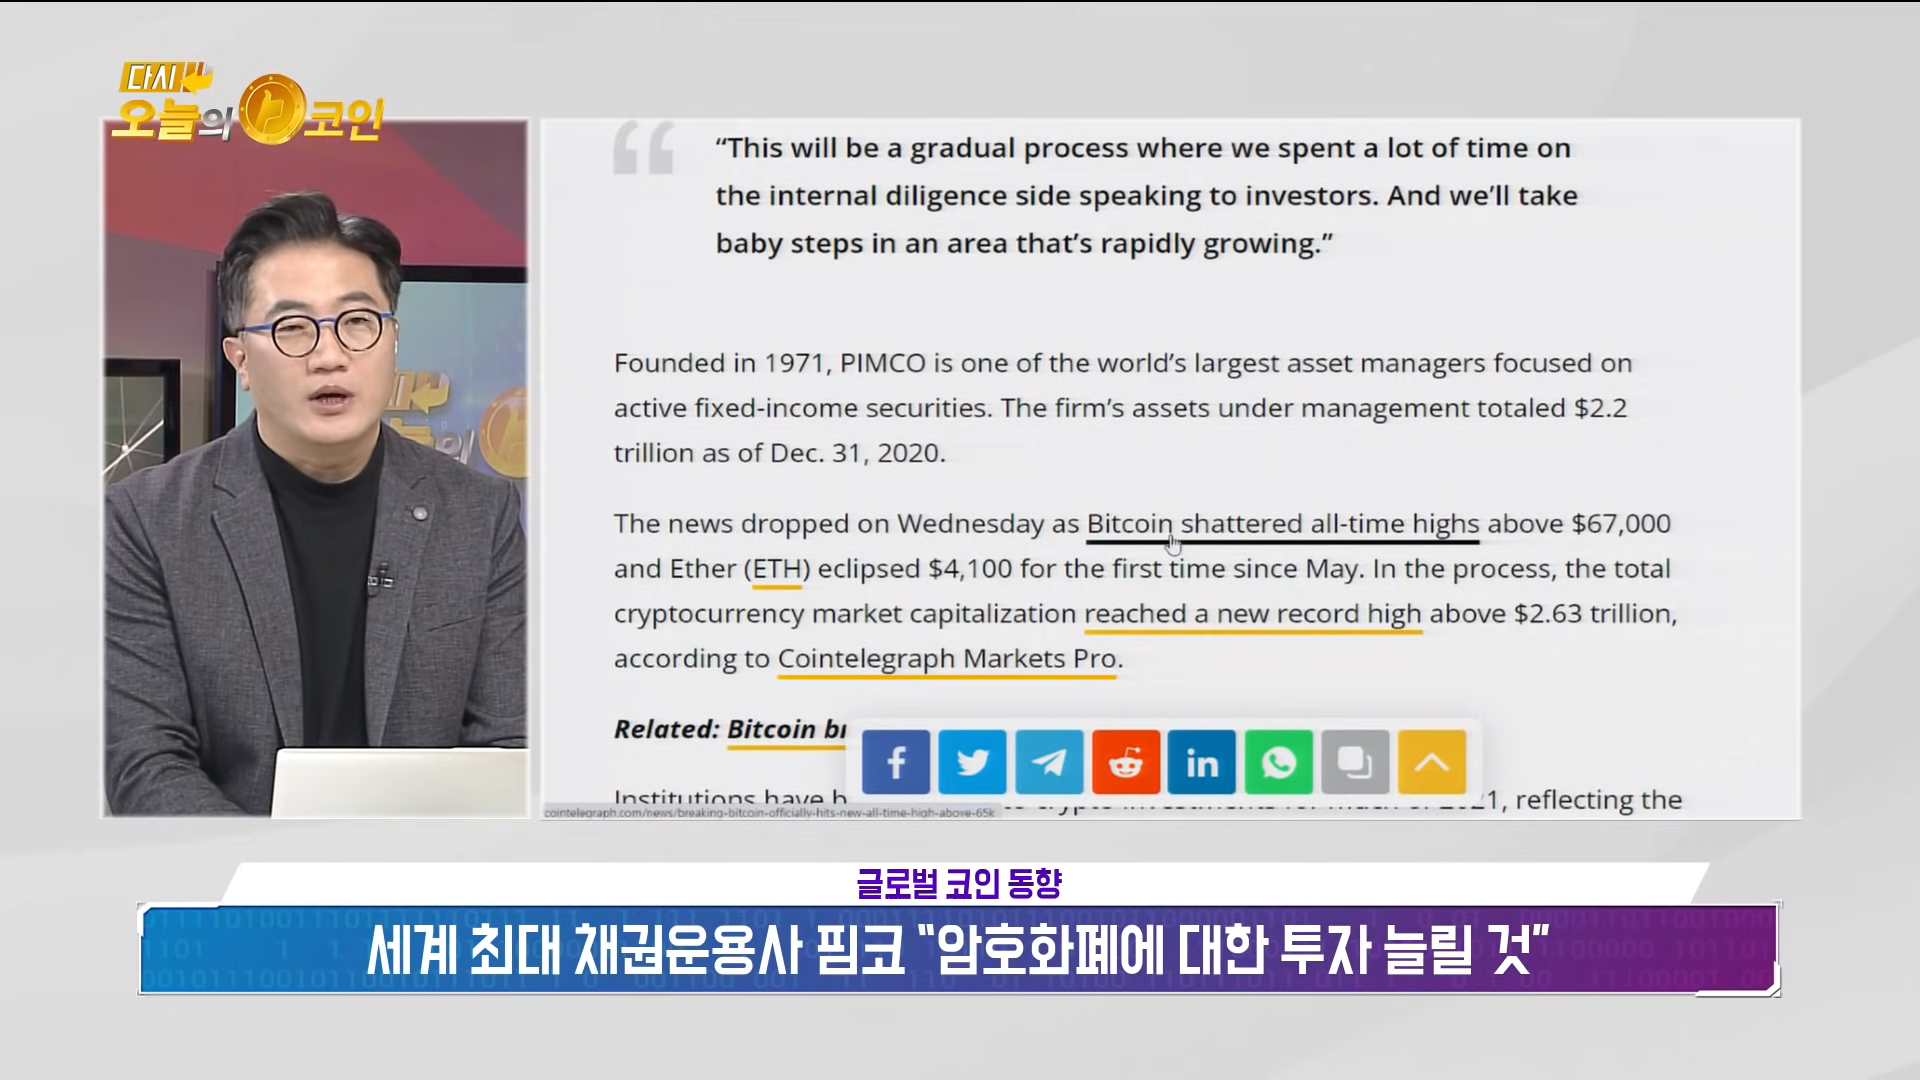 다시
오늘의 코인
“This will be a gradual process where we spent a lot of time on
the internal diligence side speaking to investors. And we’ll take
baby steps in an area that’s rapidly growing.”
Founded in 1971, PIMCO is one of the world’s largest asset managers focused on
active fixed-income securities. The firm’s assets under management totaled $2.2
trillion as of Dec. 31, 2020.
The news dropped on Wednesday as Bitcoin shattered all-time highs above $67,000
and Ether (ETH) eclipsed $4,100 for the first time since May. In the process, the total
cryptocurrency market capitalization reached a new record high above $2.63 trillion,
according to Cointelegraph Markets Pro.
Related: Bitcoin
Institutions have
crypto investments for much of 2021, reflecting the
cointelegraph.com/news/breaking-bitcoin-officially-hits-new-all-time-high-above-65k
글로벌 코인 동향
세계 최대 채권운용사 핌코 “암호화폐에 대한 투자 늘릴 것”